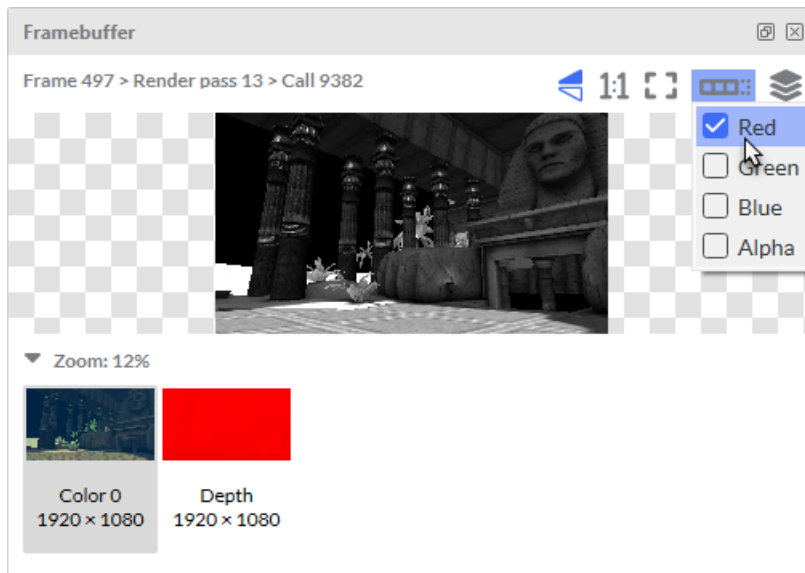 Framebuffer
Frame 497 > Render pass 13 > Call 9382
1:1
Red
Green
Blue
Alpha
Zoom: 12%
Color 0
1920 × 1080
Depth
1920 × 1080